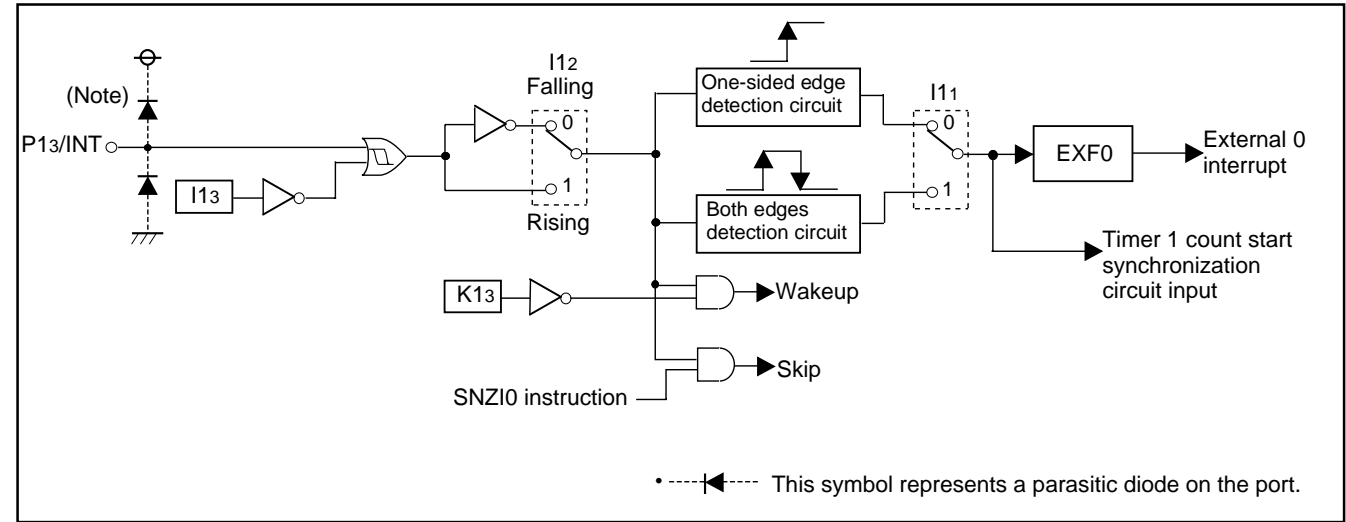 I12
Falling
(Note)
0
P13/INT
I13
1
Rising
One-sided edge
detection circuit
I11
0
EXF0
External 0
interrupt
Both edges
detection circuit
1
Timer 1 count start
synchronization
circuit input
K13
Wakeup
Skip
SNZI0 instruction
• This symbol represents a parasitic diode on the port.